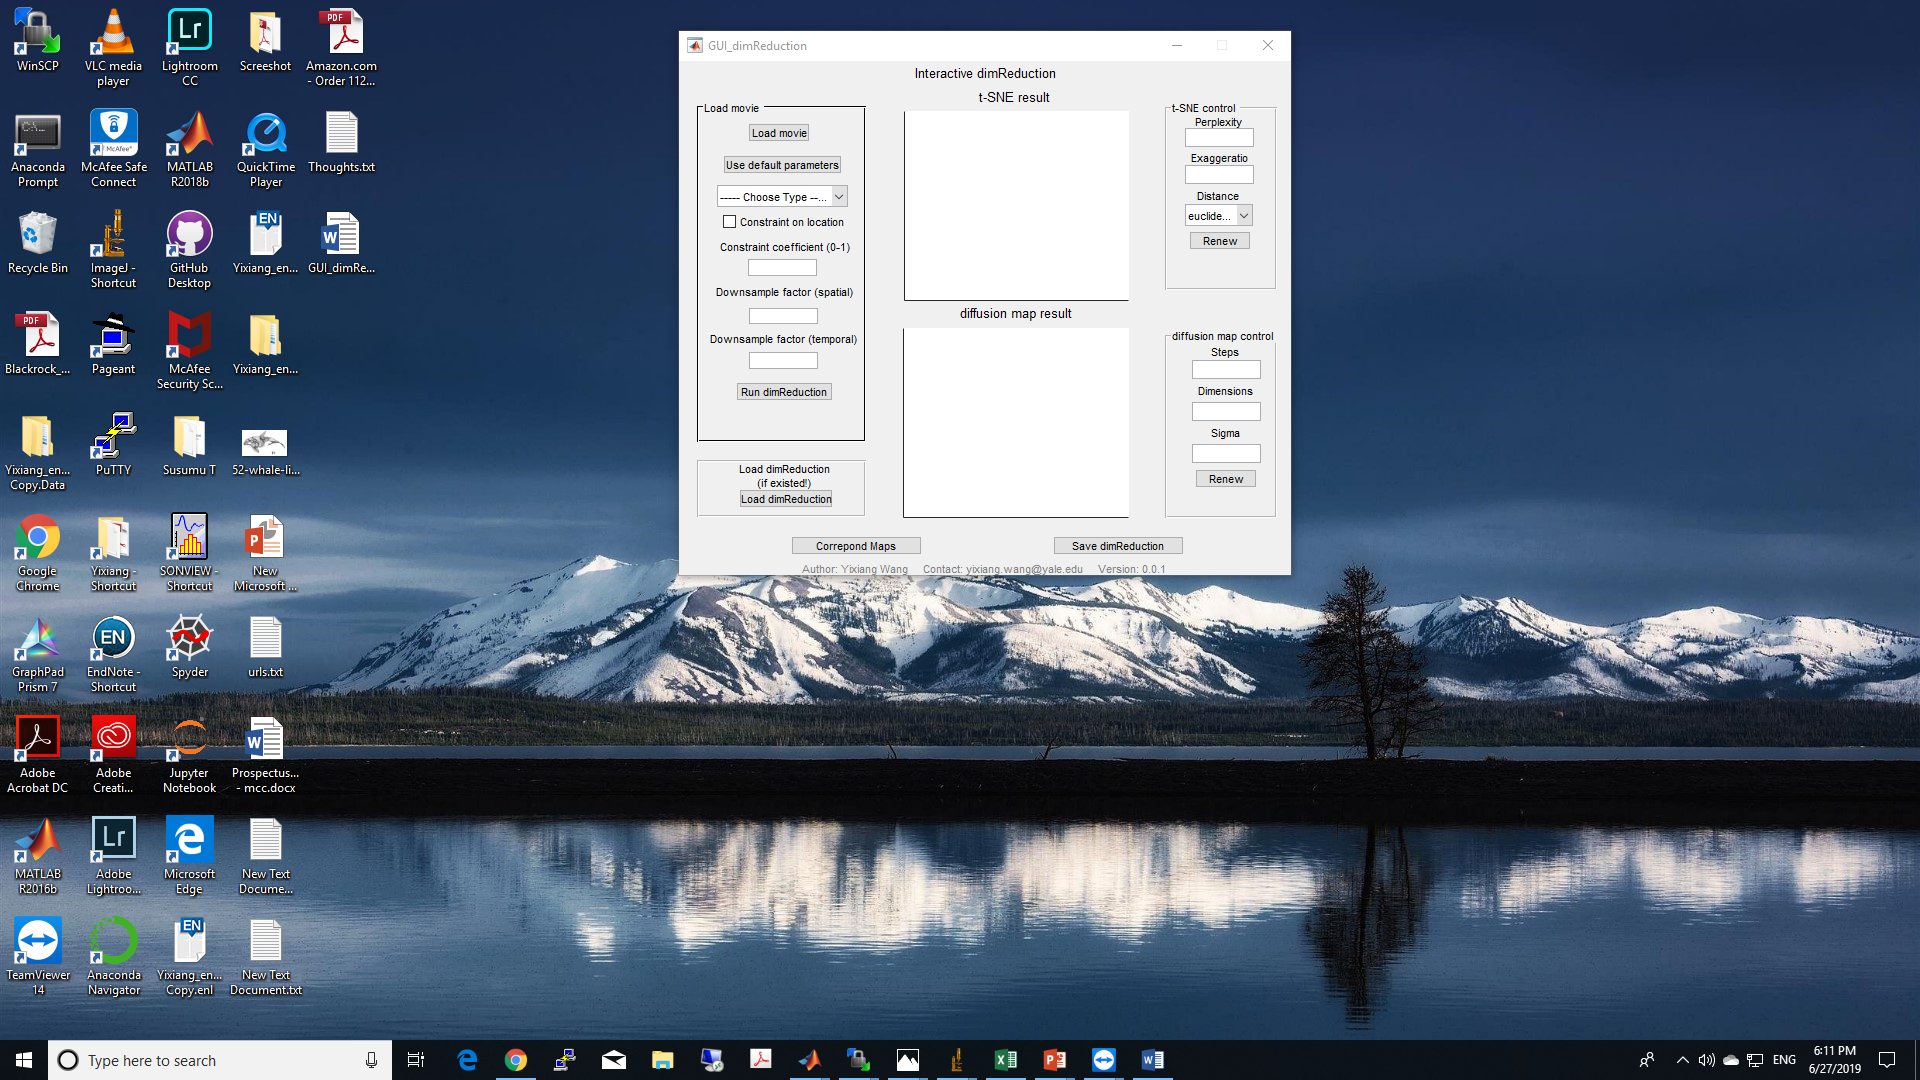 GUI_dimReduction
Interactive dimReduction
Load movie
Load movie
Use default parameters
----- Choose Type --...
Constraint on location
Constraint coefficient (0-1)
Downsample factor (spatial)
Downsample factor (temporal)
Run dimReduction
Load dimReduction
(if existed!)
Load dimReduction
t-SNE result
diffusion map result
t-SNE control
Perplexity
Exaggeratio
Distance
euclide...
Renew
diffusion map control
Steps
Dimensions
Sigma
Renew
Correpond Maps
Save dimReduction
Author: Yixiang Wang
Contact: yixiang.wang@yale.edu
Version: 0.0.1
WinSCP
VLC media
player
Lightroom
CC
Screeshot
Amazon.com
- Order 112...
Anaconda
Prompt
McAfee Safe
Connect
MATLAB
R2018b
QuickTime
Player
Thoughts.txt
Recycle Bin
ImageJ -
Shortcut
GitHub
Desktop
Yixiang_en...
GUI_dimRe...
Blackrock_...
Pageant
McAfee
Security Sc...
Yixiang_en...
Yixiang_en...
Copy.Data
PuTTY
Susumu T
52-whale-li...
Google
Chrome
Yixiang -
Shortcut
SONVIEW -
Shortcut
New
Microsoft ...
GraphPad
Prism 7
EndNote -
Shortcut
Spyder
urls.txt
Adobe
Acrobat DC
Adobe
Creati...
Jupyter
Notebook
Prospectus...
- mcc.docx
MATLAB
R2016b
Adobe
Lightroo...
Microsoft
Edge
New Text
Docume...
TeamViewer
14
Anaconda
Navigator
Yixiang_en...
Copy.enl
New Text
Document.txt
Type here to search
ENG
6:11 PM
6/27/2019